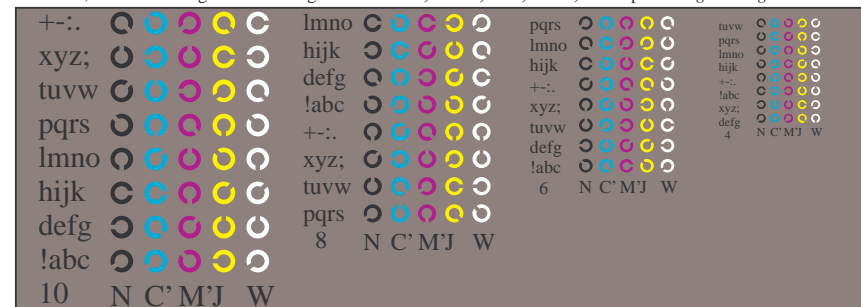 +-:.
xyz;
tuvw
pqrs
lmno
hijk
defg
!abc
10 N C' M'J W
lmno
hijk
defg
!abc
+-:.
xyz;
tuvw
pqrs
8 N C' M'J W
pqrs
lmno
hijk
+-:.
xyz;
tuvw
defg
!abc
6 N C' M'J W
tuvw
pqrs
lmno
hijk
+-:.
!abc
xyz;
defg
4 N C' M'J W